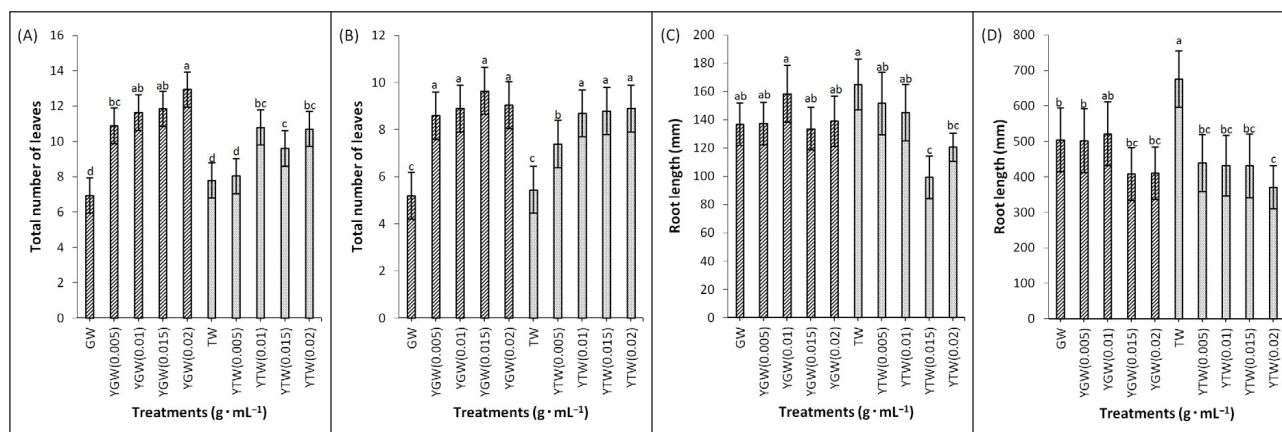 (A)
Total number of leaves
16
14
12
10
8
6
4
2
0
d
bc
ab
ab
a
d
d
bc
c
bc
GW
YGW(0.005)
YGW(0.01)
YGW(0.015)
YGW(0.02)
TW
YTW(0.005)
YTW(0.01)
YTW(0.015)
YTW(0.02)
Treatments (g · mL⁻¹)
(B)
Total number of leaves
12
10
8
6
4
2
0
c
a
a
a
a
c
b
a
a
a
GW
YGW(0.005)
YGW(0.01)
YGW(0.015)
YGW(0.02)
TW
YTW(0.005)
YTW(0.01)
YTW(0.015)
YTW(0.02)
Treatments (g · mL⁻¹)
(C)
Root length (mm)
200
180
160
140
120
100
80
60
40
20
0
ab
ab
a
ab
ab
a
ab
ab
c
bc
GW
YGW(0.005)
YGW(0.01)
YGW(0.015)
YGW(0.02)
TW
YTW(0.005)
YTW(0.01)
YTW(0.015)
YTW(0.02)
Treatments (g · mL⁻¹)
(D)
Root length (mm)
800
700
600
500
400
300
200
100
0
b
b
ab
bc
bc
a
bc
bc
bc
c
GW
YGW(0.005)
YGW(0.01)
YGW(0.015)
YGW(0.02)
TW
YTW(0.005)
YTW(0.01)
YTW(0.015)
YTW(0.02)
Treatments (g · mL⁻¹)